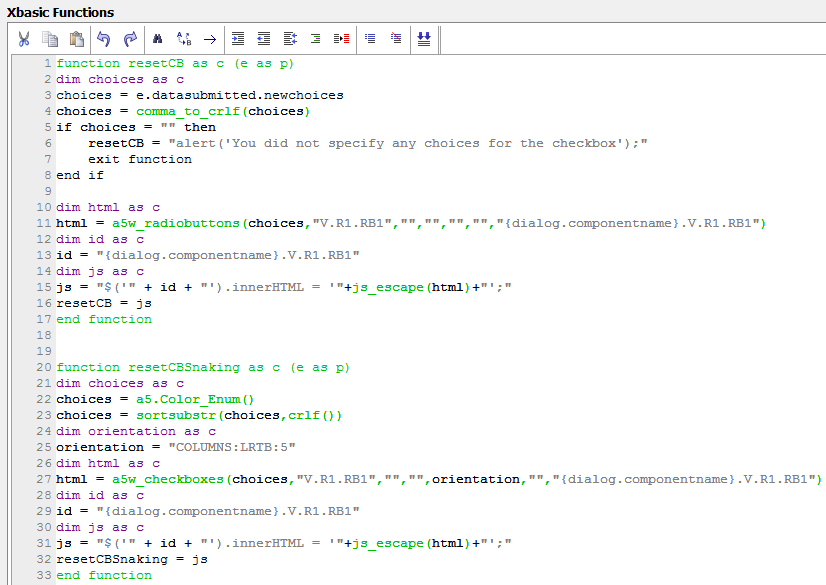 Xbasic Functions
A
B
1 function resetCB as c (e as p)
2 dim choices as c
3 choices = e.datasubmitted.newchoices
4 choices = comma_to_crlf(choices)
5 if choices = "" then
6     resetCB = "alert('You did not specify any choices for the checkbox');"
7     exit function
8 end if
9
10 dim html as c
11 html = a5w_radiobuttons(choices,"V.R1.RB1","","","","","{dialog.componentname}.V.R1.RB1")
12 dim id as c
13 id = "{dialog.componentname}.V.R1.RB1"
14 dim js as c
15 js = "$('" + id + "').innerHTML = '"+js_escape(html)+"';"
16 resetCB = js
17 end function
18
19
20 function resetCBSnaking as c (e as p)
21 dim choices as c
22 choices = a5.Color_Enum()
23 choices = sortsubstr(choices,crlf())
24 dim orientation as c
25 orientation = "COLUMNS:LRTB:5"
26 dim html as c
27 html = a5w_checkboxes(choices,"V.R1.RB1","","",orientation,"","{dialog.componentname}.V.R1.RB1")
28 dim id as c
29 id = "{dialog.componentname}.V.R1.RB1"
30 dim js as c
31 js = "$('" + id + "').innerHTML = '"+js_escape(html)+"';"
32 resetCBSnaking = js
33 end function